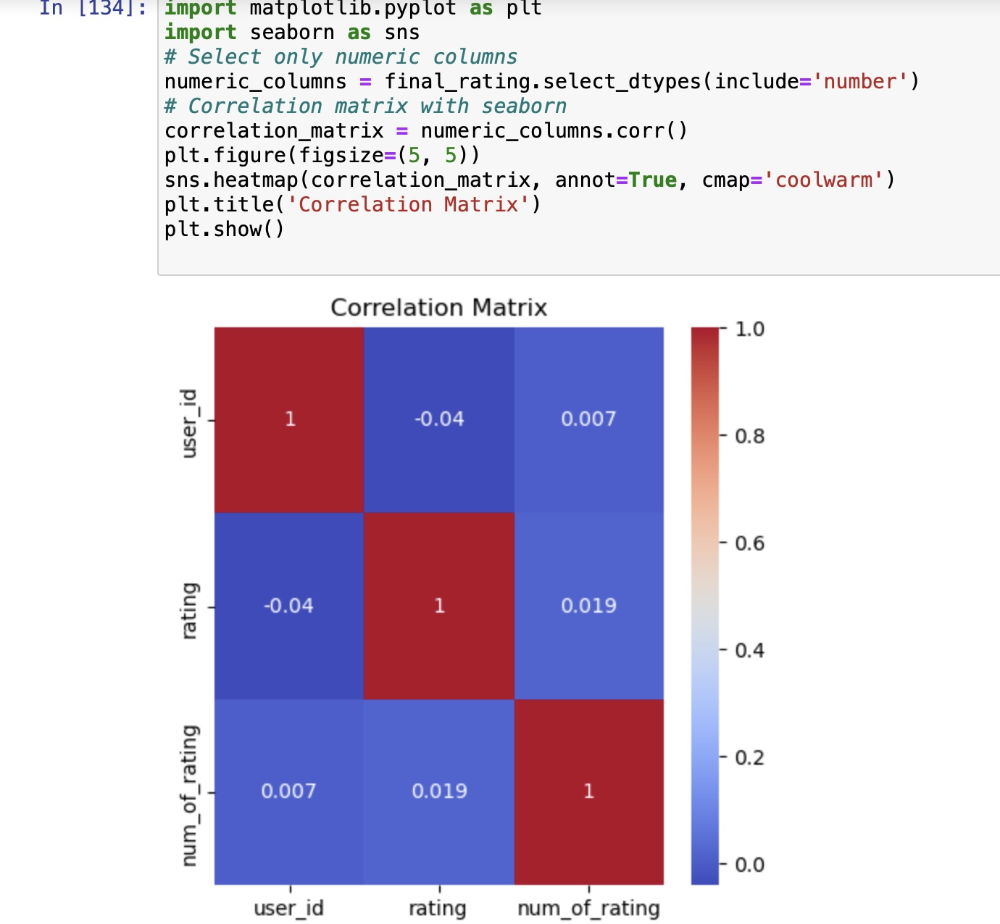 In [134]:
import matplotlib.pyplot as plt
import seaborn as sns
# Select only numeric columns
numeric_columns = final_rating.select_dtypes(include='number')
# Correlation matrix with seaborn
correlation_matrix = numeric_columns.corr()
plt.figure(figsize=(5, 5))
sns.heatmap(correlation_matrix, annot=True, cmap='coolwarm')
plt.title('Correlation Matrix')
plt.show()
Correlation Matrix
user_id
1 -0.04 0.007
rating
-0.04 1 0.019
num_of_rating
0.007 0.019 1
user_id rating num_of_rating
1.0
0.8
0.6
0.4
0.2
0.0